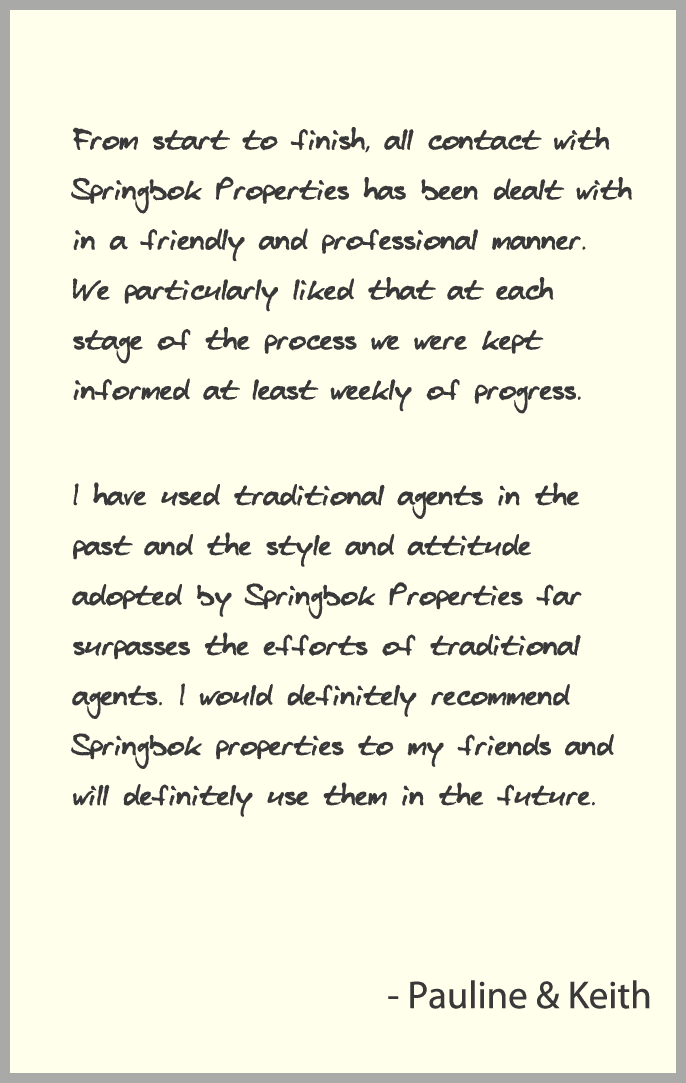 From start to finish, all contact with
Springbok Properties has been dealt with
in a friendly and professional manner.
We particularly liked that at each
stage of the process we were kept
informed at least weekly of progress.
I have used traditional agents in the
past and the style and attitude
adopted by Springbok Properties far
surpasses the efforts of traditional
agents. I would definitely recommend
Springbok properties to my friends and
will definitely use them in the future.
- Pauline & Keith